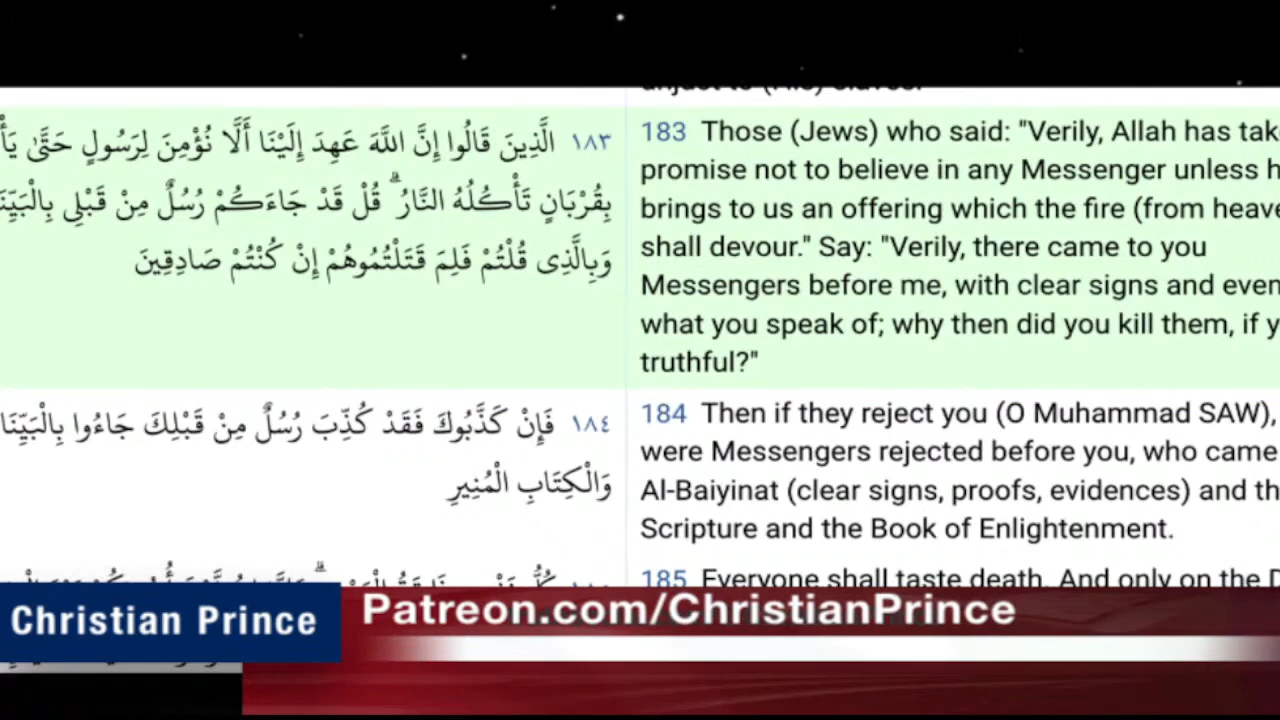 ١٨٣ الَّذِينَ قَالُوا إِنَّ اللَّهَ عَهِدَ إِلَيْنَا أَلَّا نُؤْمِنَ لِرَسُولٍ حَتَّىٰ
بِقُرْبَانٍ تَأْكُلُهُ النَّارُ ۗ قُلْ قَدْ جَاءَكُمْ رُسُلٌ مِنْ قَبْلِى
وَبِالَّذِى قُلْتُمْ فَلِمَ قَتَلْتُمُوهُمْ إِنْ كُنْتُمْ صَادِقِينَ
١٨٤ فَإِنْ كَذَّبُوكَ فَقَدْ كُذِّبَ رُسُلٌ مِنْ قَبْلِكَ جَاءُوا
وَالْكِتَابِ الْمُنِيرِ
183 Those (Jews) who said: "Verily, Allah has tak
promise not to believe in any Messenger unless h
brings to us an offering which the fire (from heave
shall devour." Say: "Verily, there came to you
Messengers before me, with clear signs and even
what you speak of; why then did you kill them, if y
truthful?"
184 Then if they reject you (O Muhammad SAW),
were Messengers rejected before you, who came
Al-Baiyinat (clear signs, proofs, evidences) and th
Scripture and the Book of Enlightenment.
185 Everyone shall taste death. And only on the D
Christian Prince
Patreon.com/ChristianPrince